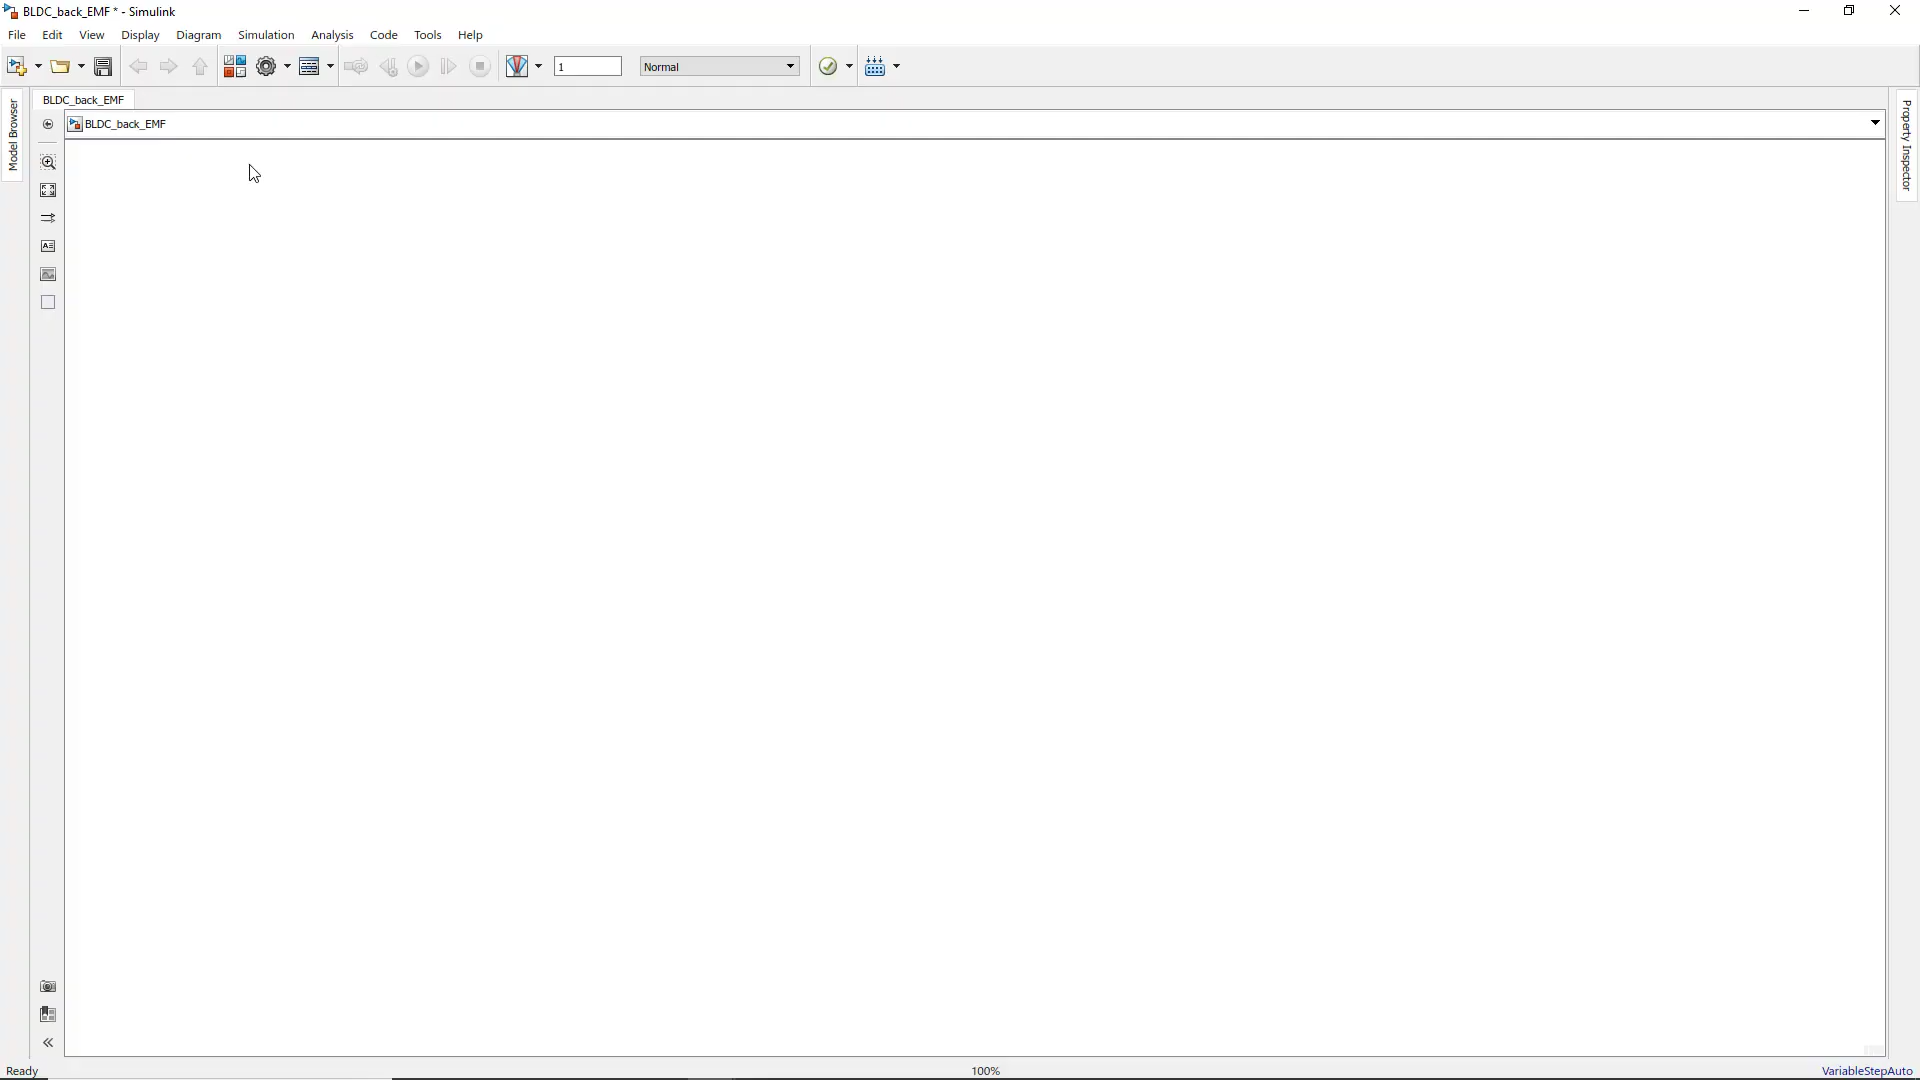 BLDC_back_EMF * - Simulink
File Edit View Display Diagram Simulation Analysis Code Tools Help
1 Normal
BLDC_back_EMF
BLDC_back_EMF
Model Browser
Property Inspector
Ready 100% VariableStepAuto